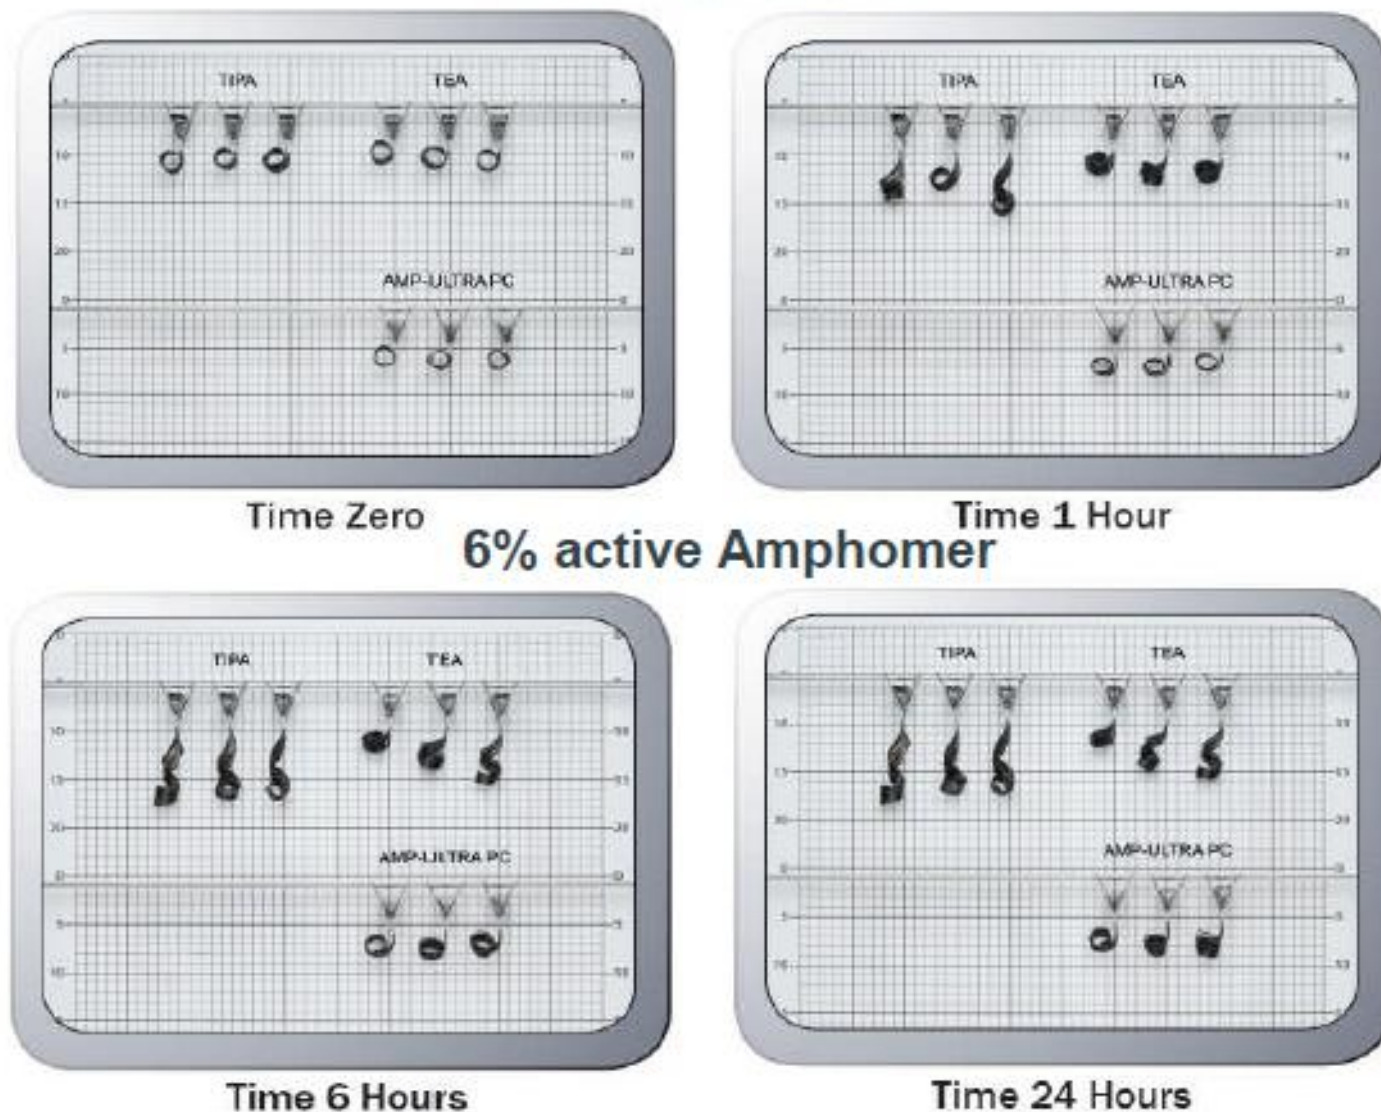 TIPA TEA
AMP-ULTRA PC
Time Zero
TIPA TEA
AMP-ULTRA PC
Time 1 Hour
6% active Amphomer
TIPA TEA
AMP-ULTRA PC
Time 6 Hours
TIPA TEA
AMP-ULTRA PC
Time 24 Hours